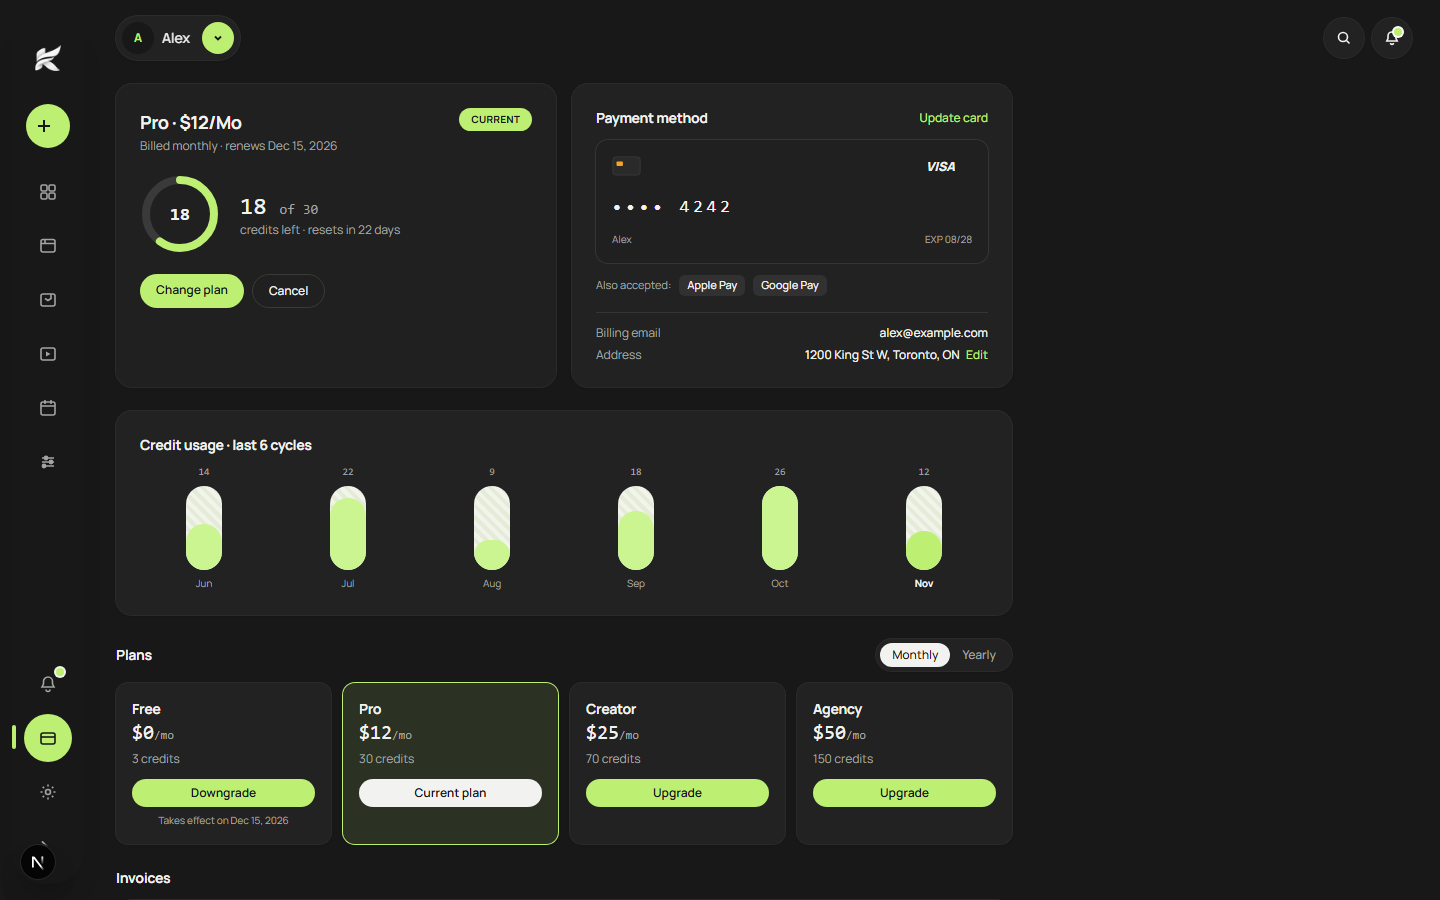 A Alex
Pro · $12/Mo
CURRENT
Billed monthly · renews Dec 15, 2026
18
18 of 30
credits left · resets in 22 days
Change plan Cancel
Payment method Update card
VISA
•••• 4242
Alex EXP 08/28
Also accepted: Apple Pay Google Pay
Billing email alex@example.com
Address 1200 King St W, Toronto, ON Edit
Credit usage · last 6 cycles
14 22 9 18 26 12
Jun Jul Aug Sep Oct Nov
Plans Monthly Yearly
Free
$0/mo
3 credits
Downgrade
Takes effect on Dec 15, 2026
Pro
$12/mo
30 credits
Current plan
Creator
$25/mo
70 credits
Upgrade
Agency
$50/mo
150 credits
Upgrade
N
Invoices